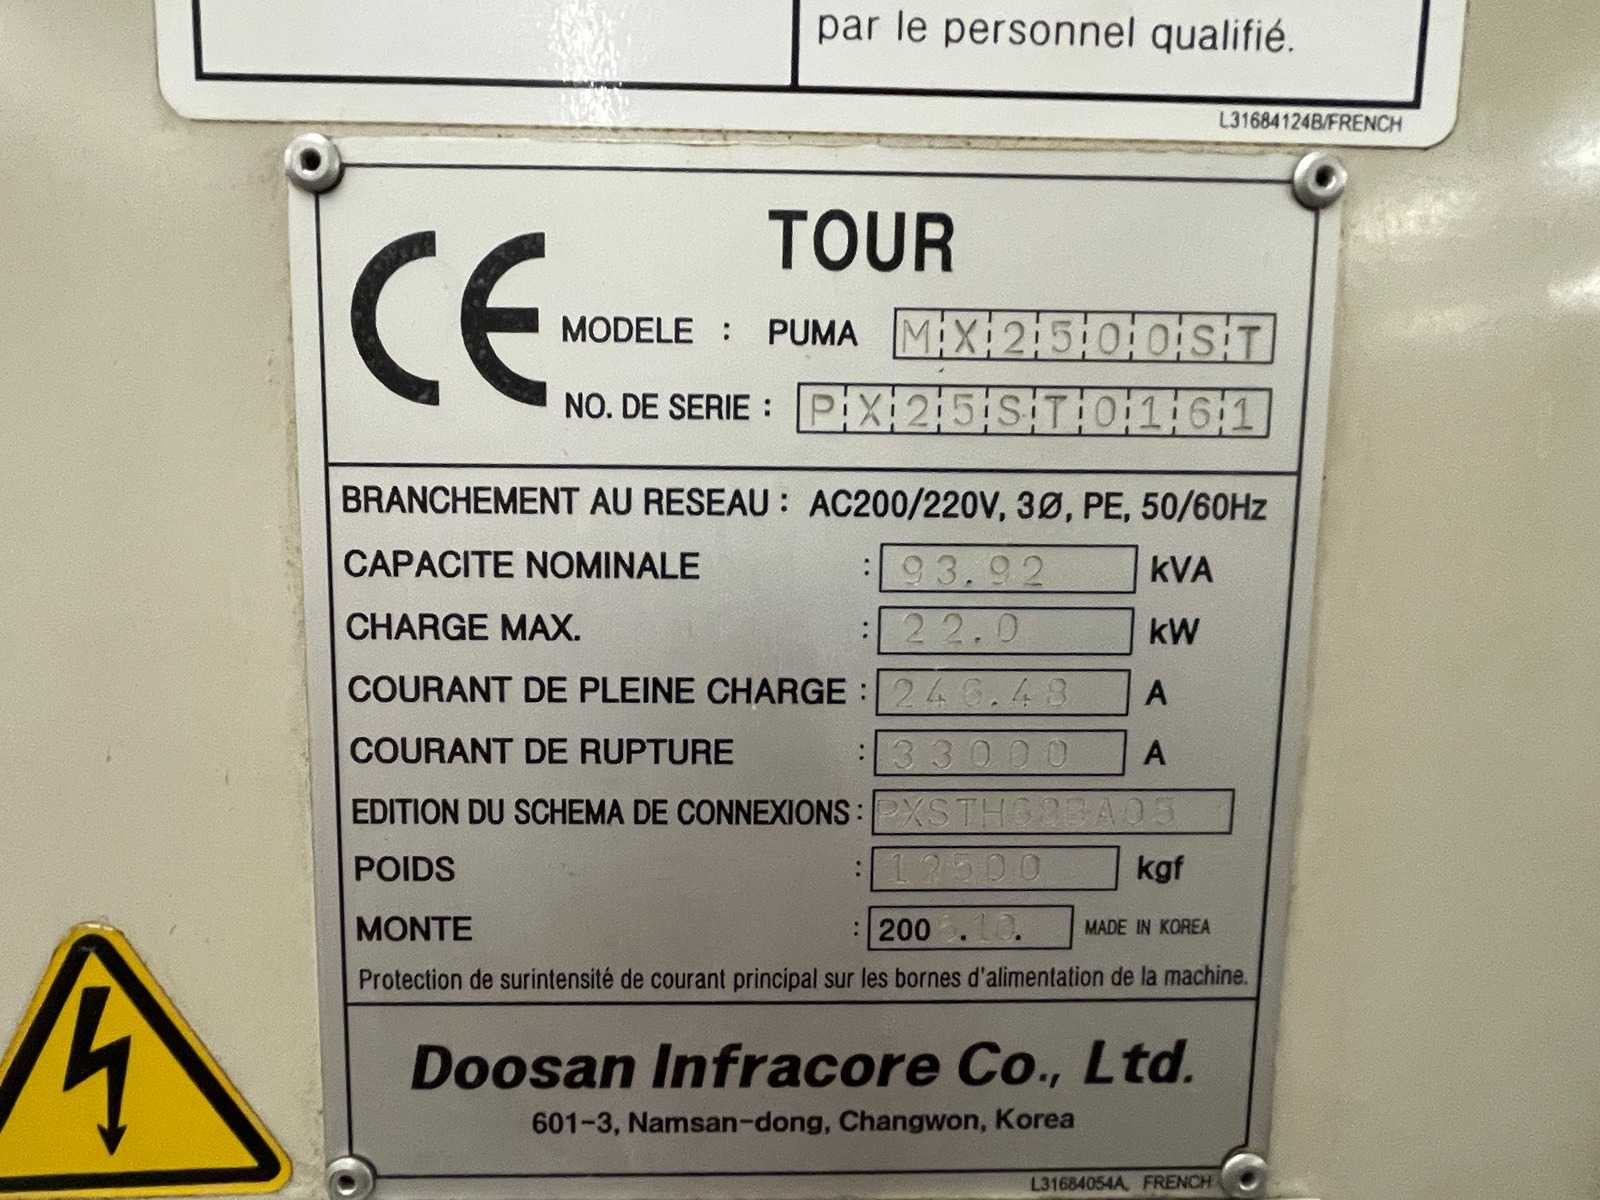 par le personnel qualifié.
L31684124B/FRENCH
CE
TOUR
MODELE : PUMA MX2500ST
NO. DE SERIE : PX25ST0161
BRANCHEMENT AU RESEAU : AC200/220V, 3Ø, PE, 50/60Hz
CAPACITE NOMINALE : 93.92 kVA
CHARGE MAX. : 22.0 kW
COURANT DE PLEINE CHARGE : 246.48 A
COURANT DE RUPTURE : 33000 A
EDITION DU SCHEMA DE CONNEXIONS :
POIDS : 12500 kgf
MONTE : MADE IN KOREA
Protection de surintensité de courant principal sur les bornes d'alimentation de la machine.
Doosan Infracore Co., Ltd.
601-3, Namsan-dong, Changwon, Korea
L31684054A, FRENCH